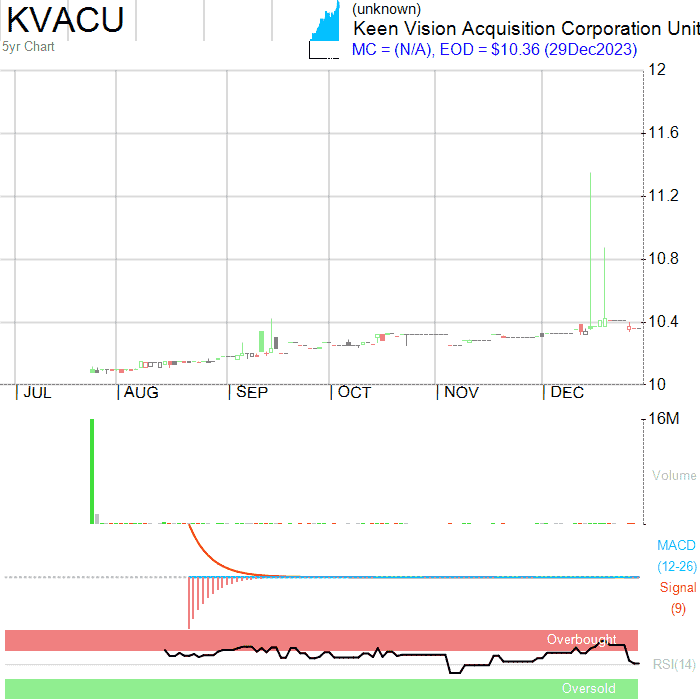 KVACU
5yr Chart
(unknown)
Keen Vision Acquisition Corporation Unit
MC = (N/A), EOD = $10.36 (29Dec2023)
12
11.6
11.2
10.8
10.4
10
JUL AUG SEP OCT NOV DEC
16M
Volume
MACD
(12-26)
Signal
(9)
Overbought
RSI(14)
Oversold